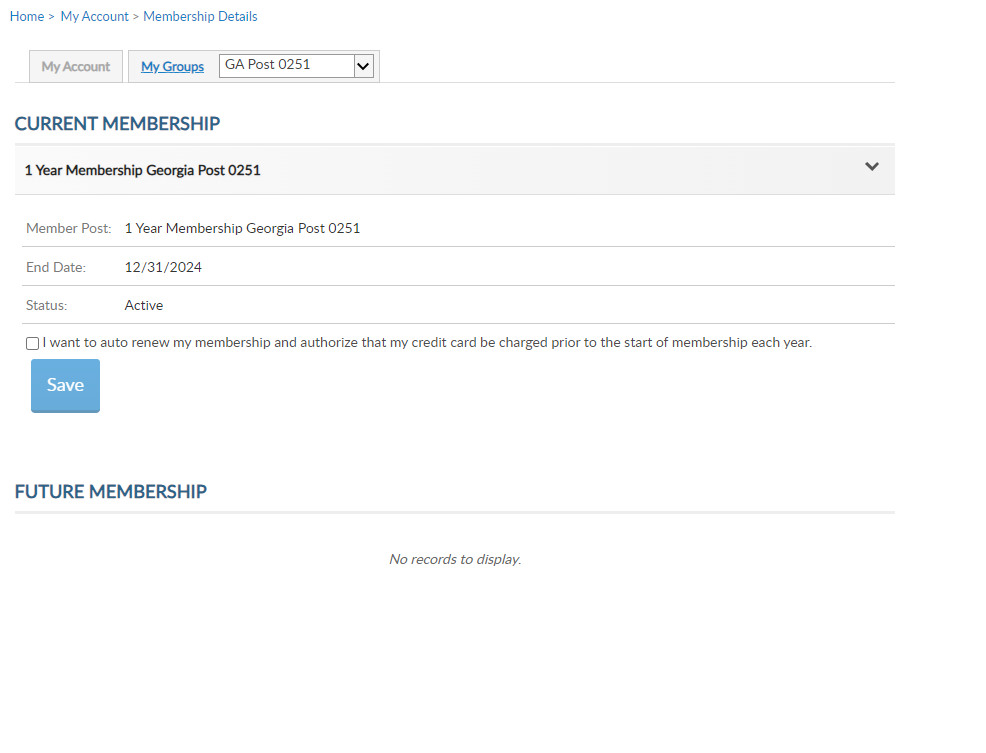 Home > My Account > Membership Details
My Account My Groups GA Post 0251
CURRENT MEMBERSHIP
1 Year Membership Georgia Post 0251
Member Post: 1 Year Membership Georgia Post 0251
End Date: 12/31/2024
Status: Active
I want to auto renew my membership and authorize that my credit card be charged prior to the start of membership each year.
Save
FUTURE MEMBERSHIP
No records to display.